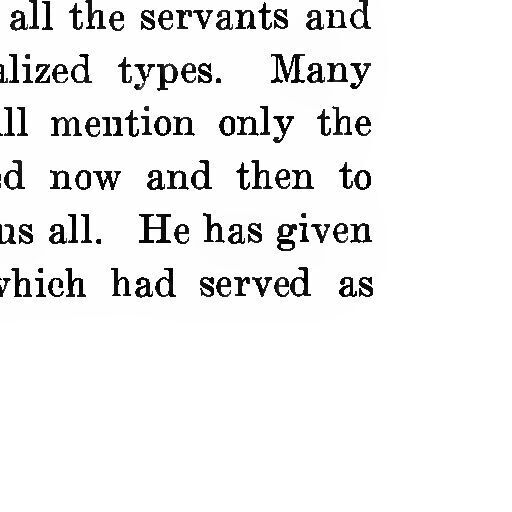 all the servants and
alized types. Many
ll mention only the
ed now and then to
us all. He has given
which had served as